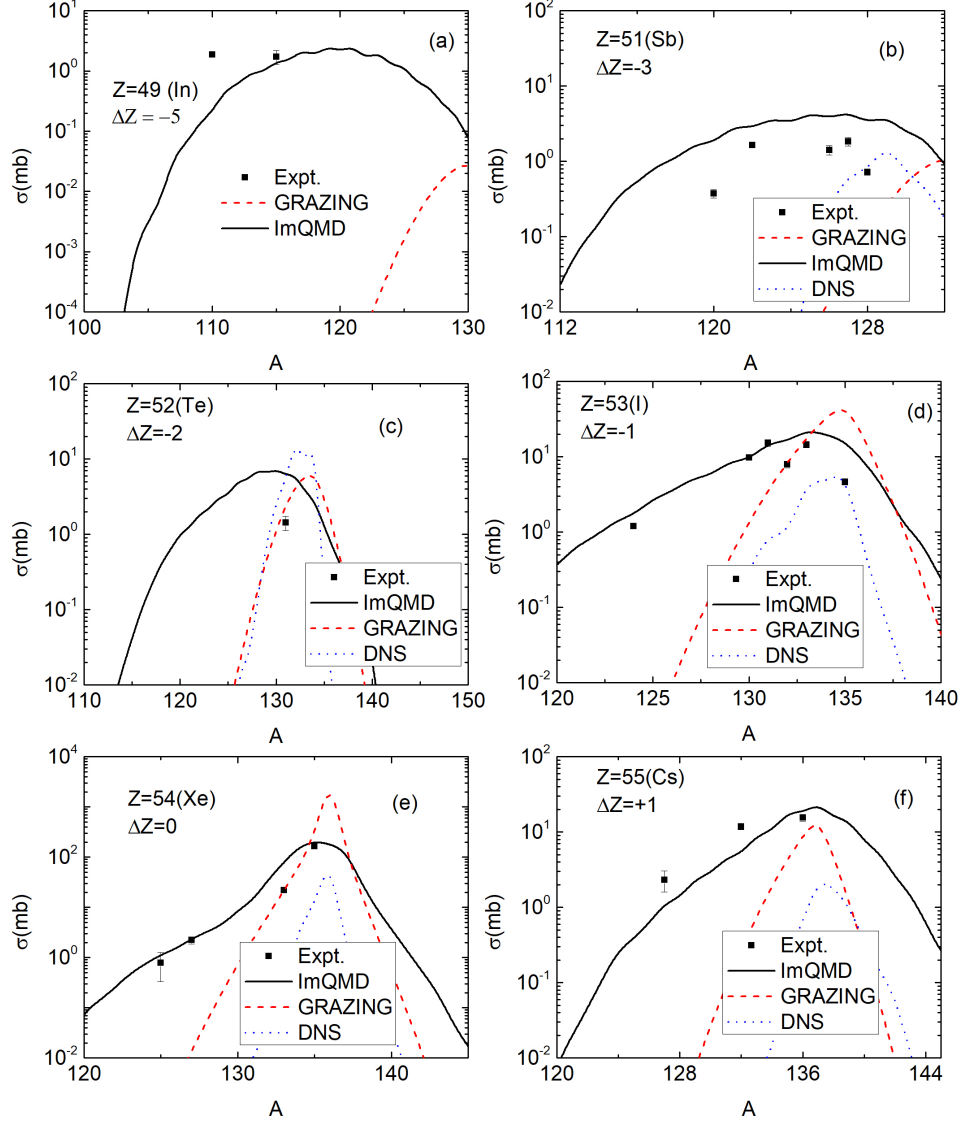 (a)
Z=49 (In)
ΔZ = −5
Expt.
GRAZING
ImQMD
10^1
10^0
10^-1
10^-2
10^-3
10^-4
σ(mb)
100 110 120 130
A
Z=51(Sb)
ΔZ=-3
(b)
Expt.
GRAZING
ImQMD
DNS
10^2
10^1
10^0
10^-1
10^-2
σ(mb)
112 120 128
A
Z=52(Te)
ΔZ=-2
(c)
Expt.
ImQMD
GRAZING
DNS
10^2
10^1
10^0
10^-1
10^-2
σ(mb)
110 120 130 140 150
A
Z=53(I)
ΔZ=-1
(d)
Expt.
ImQMD
GRAZING
DNS
10^2
10^1
10^0
10^-1
10^-2
σ(mb)
120 125 130 135 140
A
Z=54(Xe)
ΔZ=0
(e)
Expt.
ImQMD
GRAZING
DNS
10^4
10^2
10^0
10^-2
σ(mb)
120 130 140
A
Z=55(Cs)
ΔZ=+1
(f)
Expt.
ImQMD
GRAZING
DNS
10^2
10^1
10^0
10^-1
10^-2
σ(mb)
120 128 136 144
A